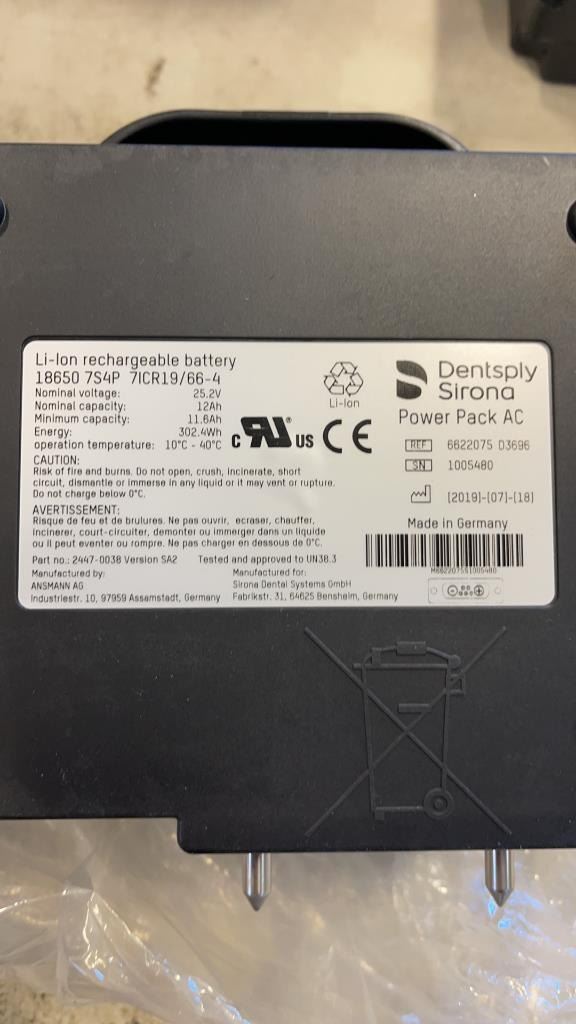 Li-Ion rechargeable battery
18650 7S4P 7ICR19/66-4
Nominal voltage: 25.2V
Nominal capacity: 12Ah
Minimum capacity: 11.6Ah
Energy: 302.4Wh
operation temperature: 10°C - 40°C
CAUTION:
Risk of fire and burns. Do not open, crush, incinerate, short
circuit, dismantle or immerse in any liquid or it may vent or rupture.
Do not charge below 0°C.
AVERTISSEMENT:
Risque de feu et de brulures. Ne pas ouvrir, ecraser, chauffer,
incinerer, court-circuiter, demonter ou immerger dans un liquide
ou il peut eventer ou rompre. Ne pas charger en dessous de 0°C.
Part no.: 2447-0038 Version SA2 Tested and approved to UN38.3
Manufactured by:
ANSMANN AG
Industriestr. 10, 97959 Assamstadt, Germany
Manufactured for:
Sirona Dental Systems GmbH
Fabrikstr. 31, 64625 Bensheim, Germany
Li-Ion
c RU US CE
Dentsply
Sirona
Power Pack AC
REF 6622075 D3696
SN 1005480
[2019]-[07]-[18]
Made in Germany
M66220751S1005480